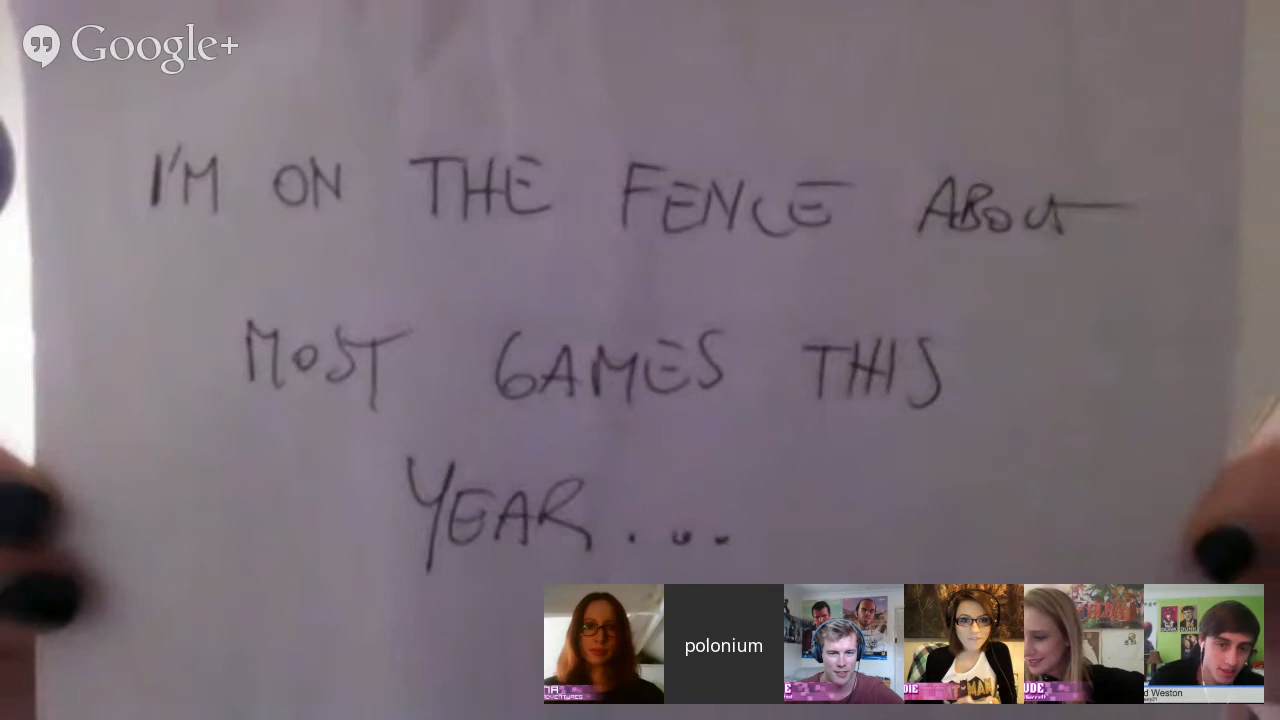 Google+
I'M ON THE FENCE ABOUT
MOST GAMES THIS
YEAR...
polonium
d Weston